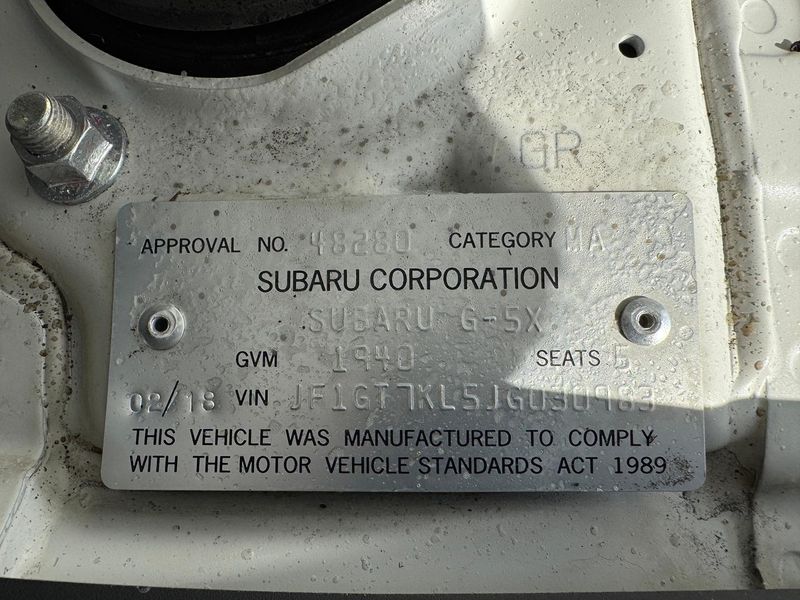 GR
APPROVAL NO. 48280 CATEGORY MA
SUBARU CORPORATION
SUBARU G-5X
GVM 1940 SEATS 5
02/18 VIN JF1GT7KL5JG030983
THIS VEHICLE WAS MANUFACTURED TO COMPLY
WITH THE MOTOR VEHICLE STANDARDS ACT 1989